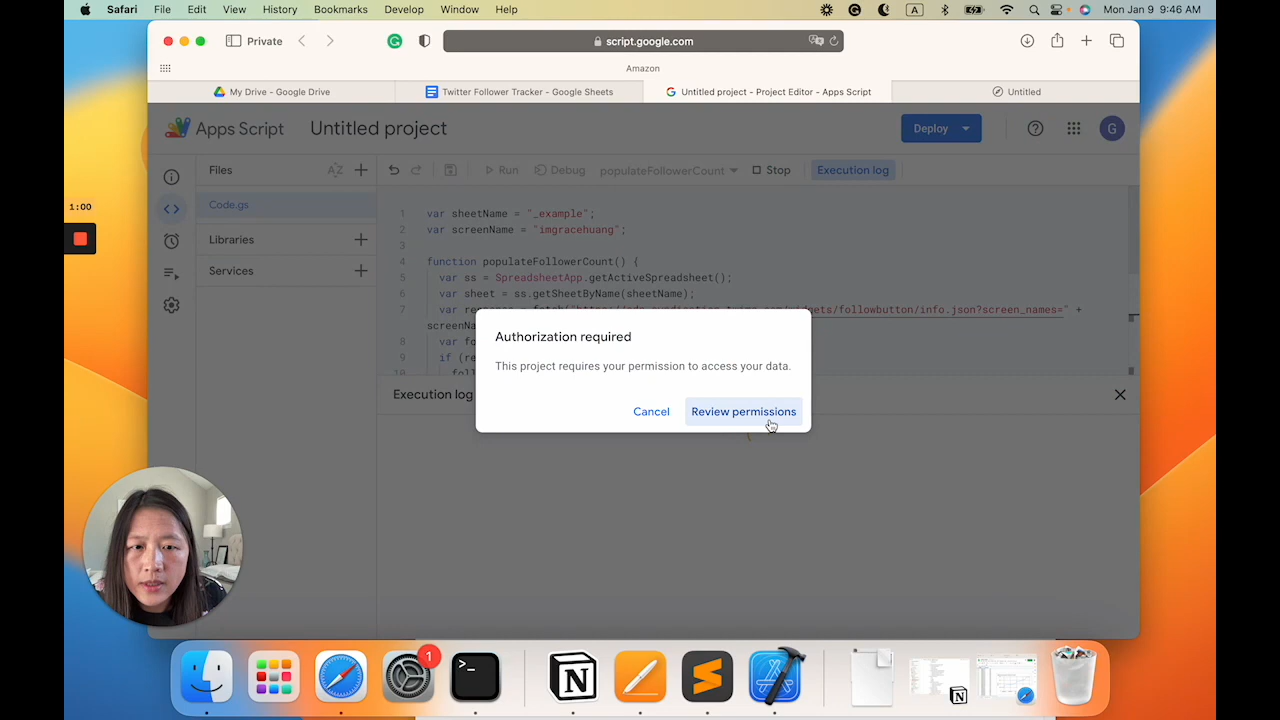 Safari File Edit View History Bookmarks Develop Window Help A Mon Jan 9 9:46 AM
Private script.google.com
Amazon
My Drive - Google Drive Twitter Follower Tracker - Google Sheets Untitled project - Project Editor - Apps Script Untitled
Apps Script Untitled project Deploy G
Files Run Debug populateFollowerCount Stop Execution log
1:00
Code.gs
Libraries
Services
1 var sheetName = "_example";
2 var screenName = "imgracehuang";
3
4 function populateFollowerCount() {
5 var ss = SpreadsheetApp.getActiveSpreadsheet();
6 var sheet = ss.getSheetByName(sheetName);
7 var idgets/followbutton/info.json?screen_names=" +
screenNa
8 var fo
9 if (re
10
Authorization required
This project requires your permission to access your data.
Cancel Review permissions
Execution log
1